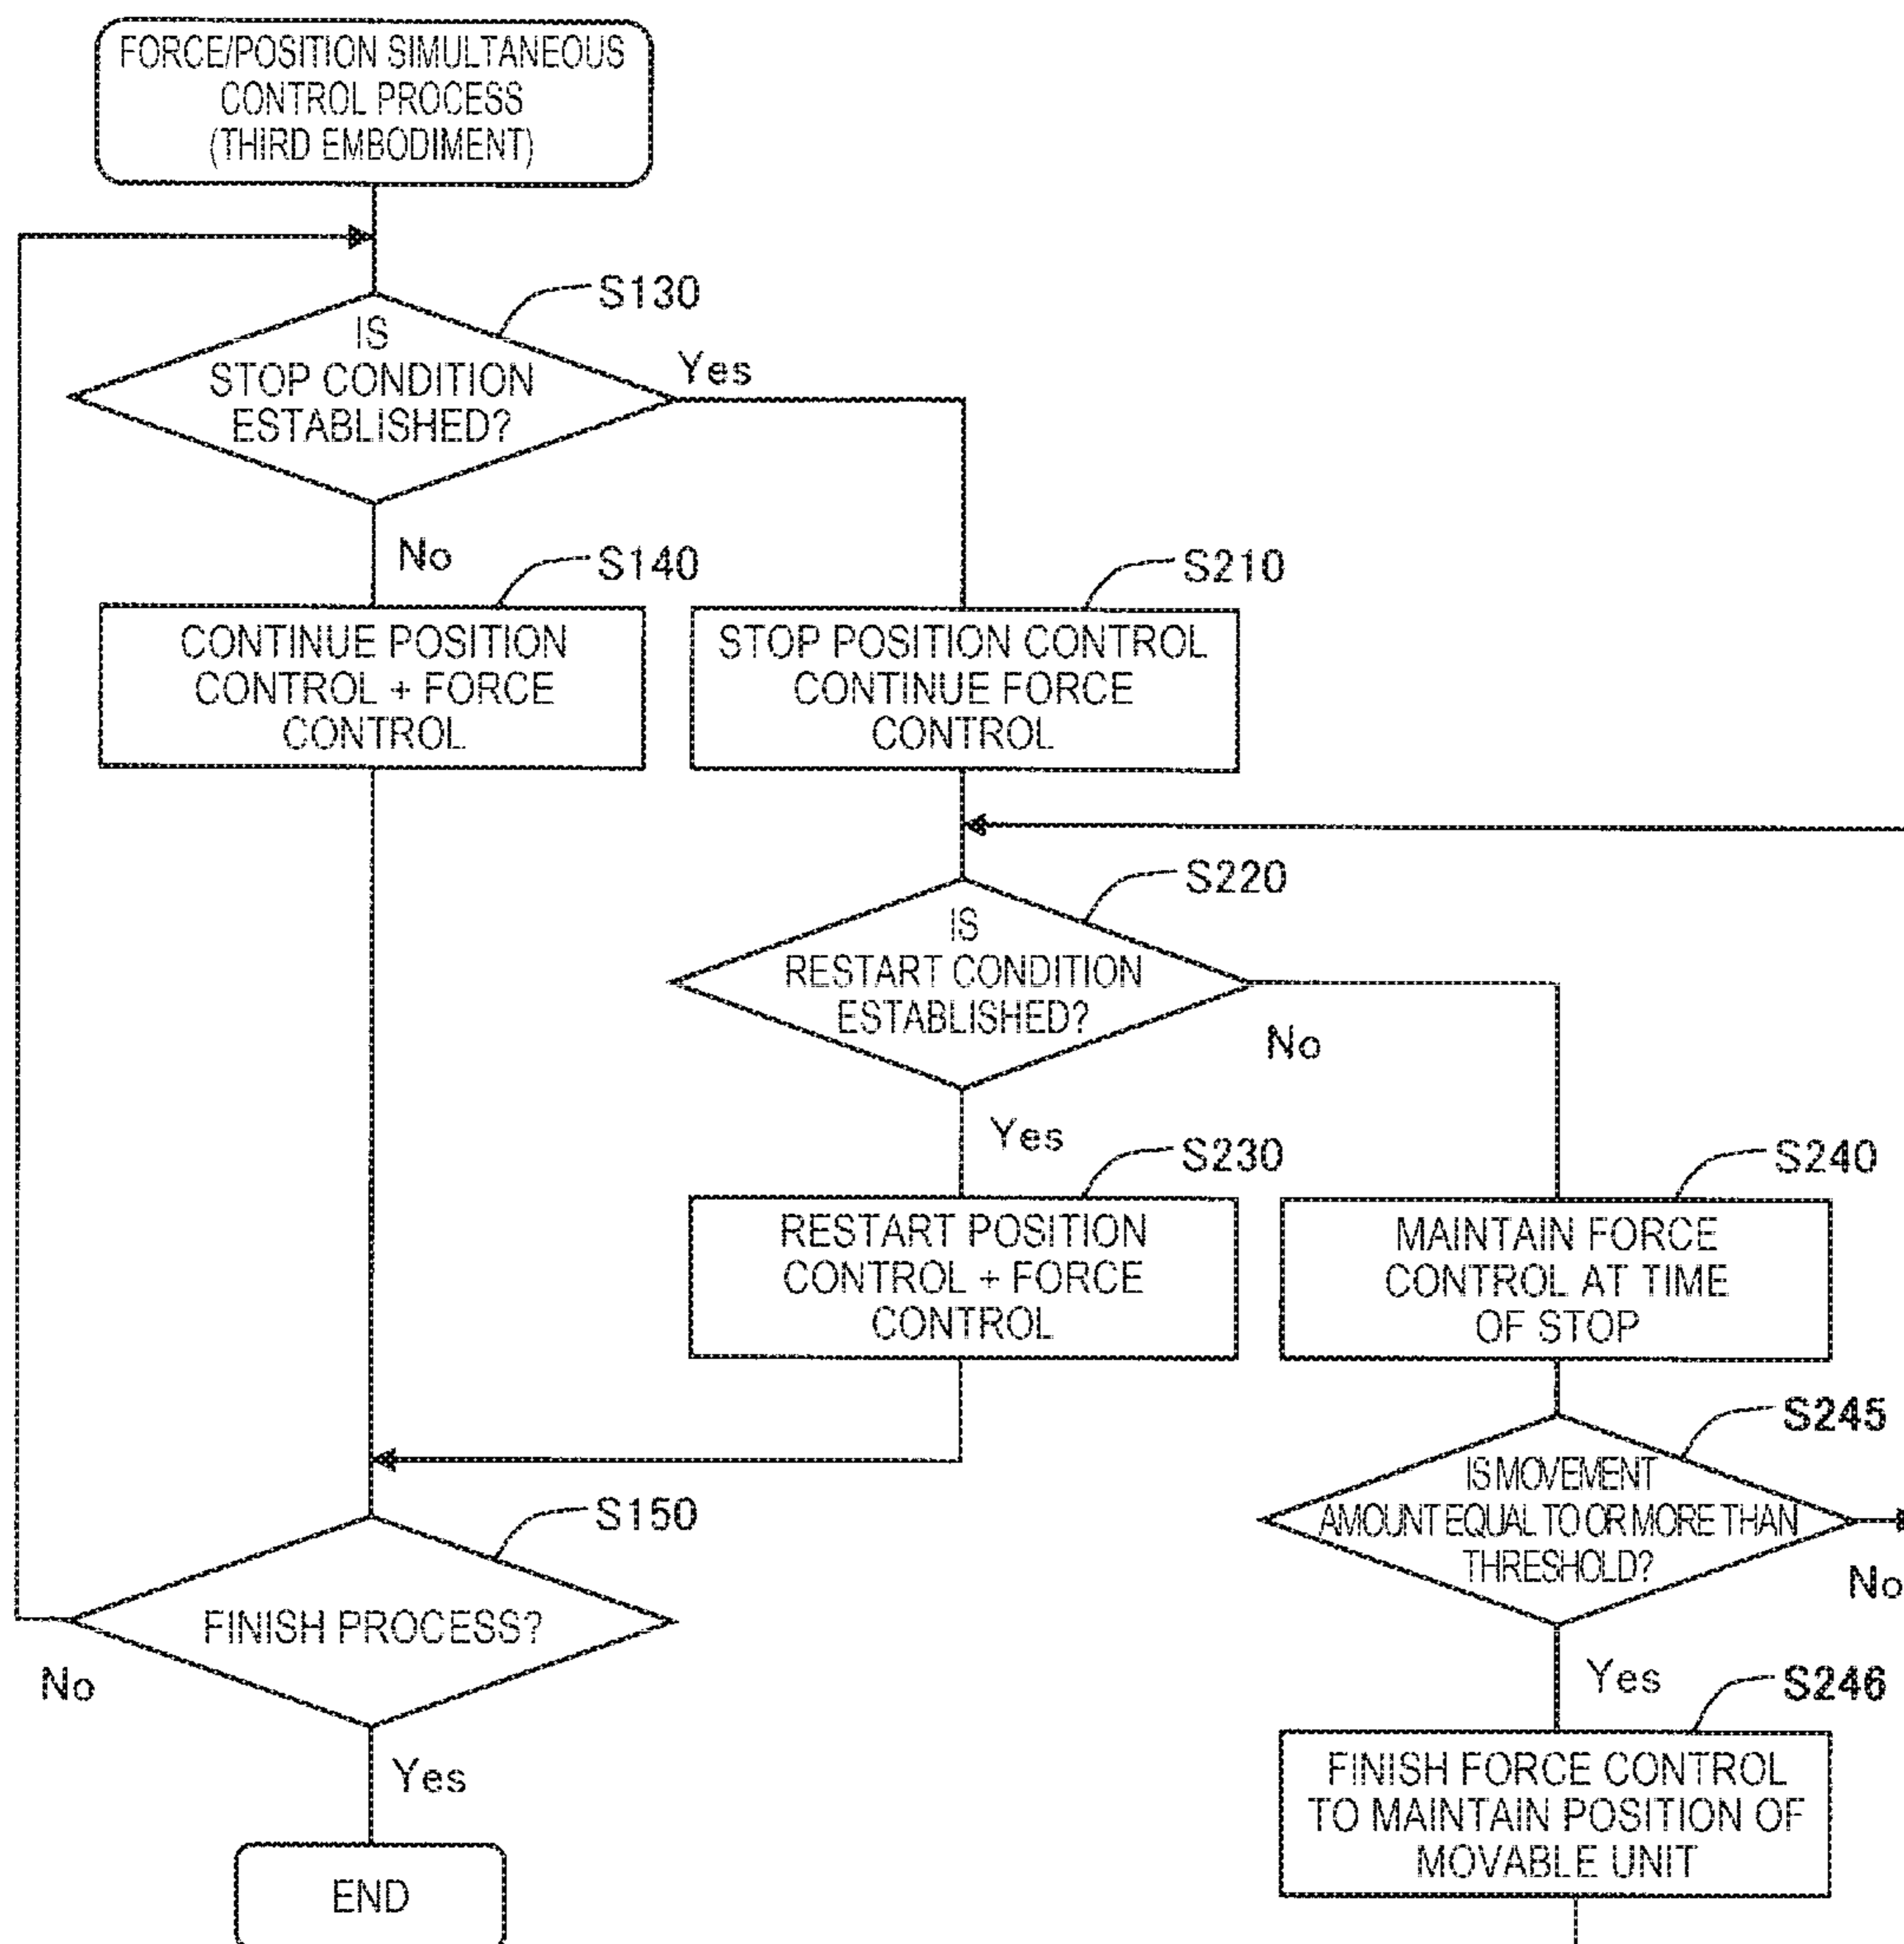 FORCE/POSITION SIMULTANEOUS
CONTROL PROCESS
(THIRD EMBODIMENT)
S130
IS
STOP CONDITION
ESTABLISHED?
Yes
No
S140
CONTINUE POSITION
CONTROL + FORCE
CONTROL
S210
STOP POSITION CONTROL
CONTINUE FORCE
CONTROL
S220
IS
RESTART CONDITION
ESTABLISHED?
No
Yes
S230
RESTART POSITION
CONTROL + FORCE
CONTROL
S240
MAINTAIN FORCE
CONTROL AT TIME
OF STOP
S245
IS MOVEMENT
AMOUNT EQUAL TO OR MORE THAN
THRESHOLD?
No
Yes
S246
FINISH FORCE CONTROL
TO MAINTAIN POSITION OF
MOVABLE UNIT
S150
FINISH PROCESS?
No
Yes
END